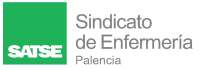 SATSE
Sindicato
de Enfermería
Palencia